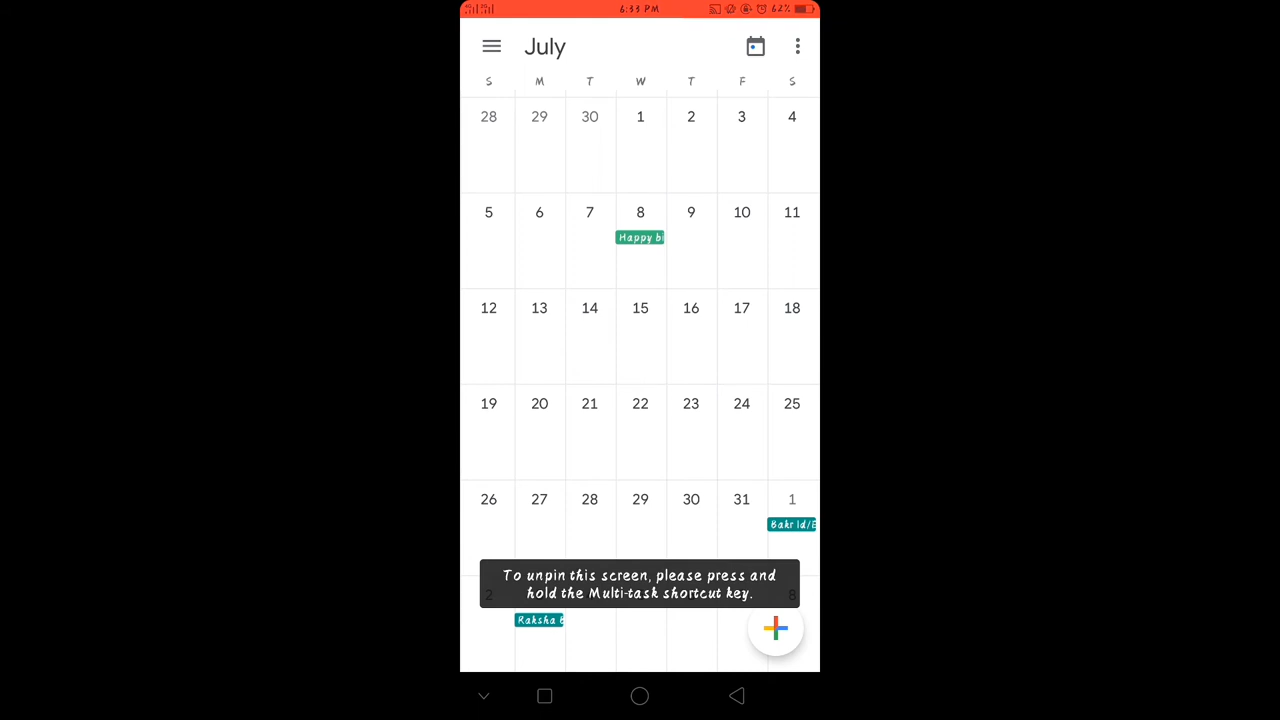 6:33 PM 62%
July
S M T W T F S
28 29 30 1 2 3 4
5 6 7 8 9 10 11
Happy bi
12 13 14 15 16 17 18
19 20 21 22 23 24 25
26 27 28 29 30 31 1
Bakr Id/E
To unpin this screen, please press and
hold the Multi-task shortcut key.
2 8
Raksha B